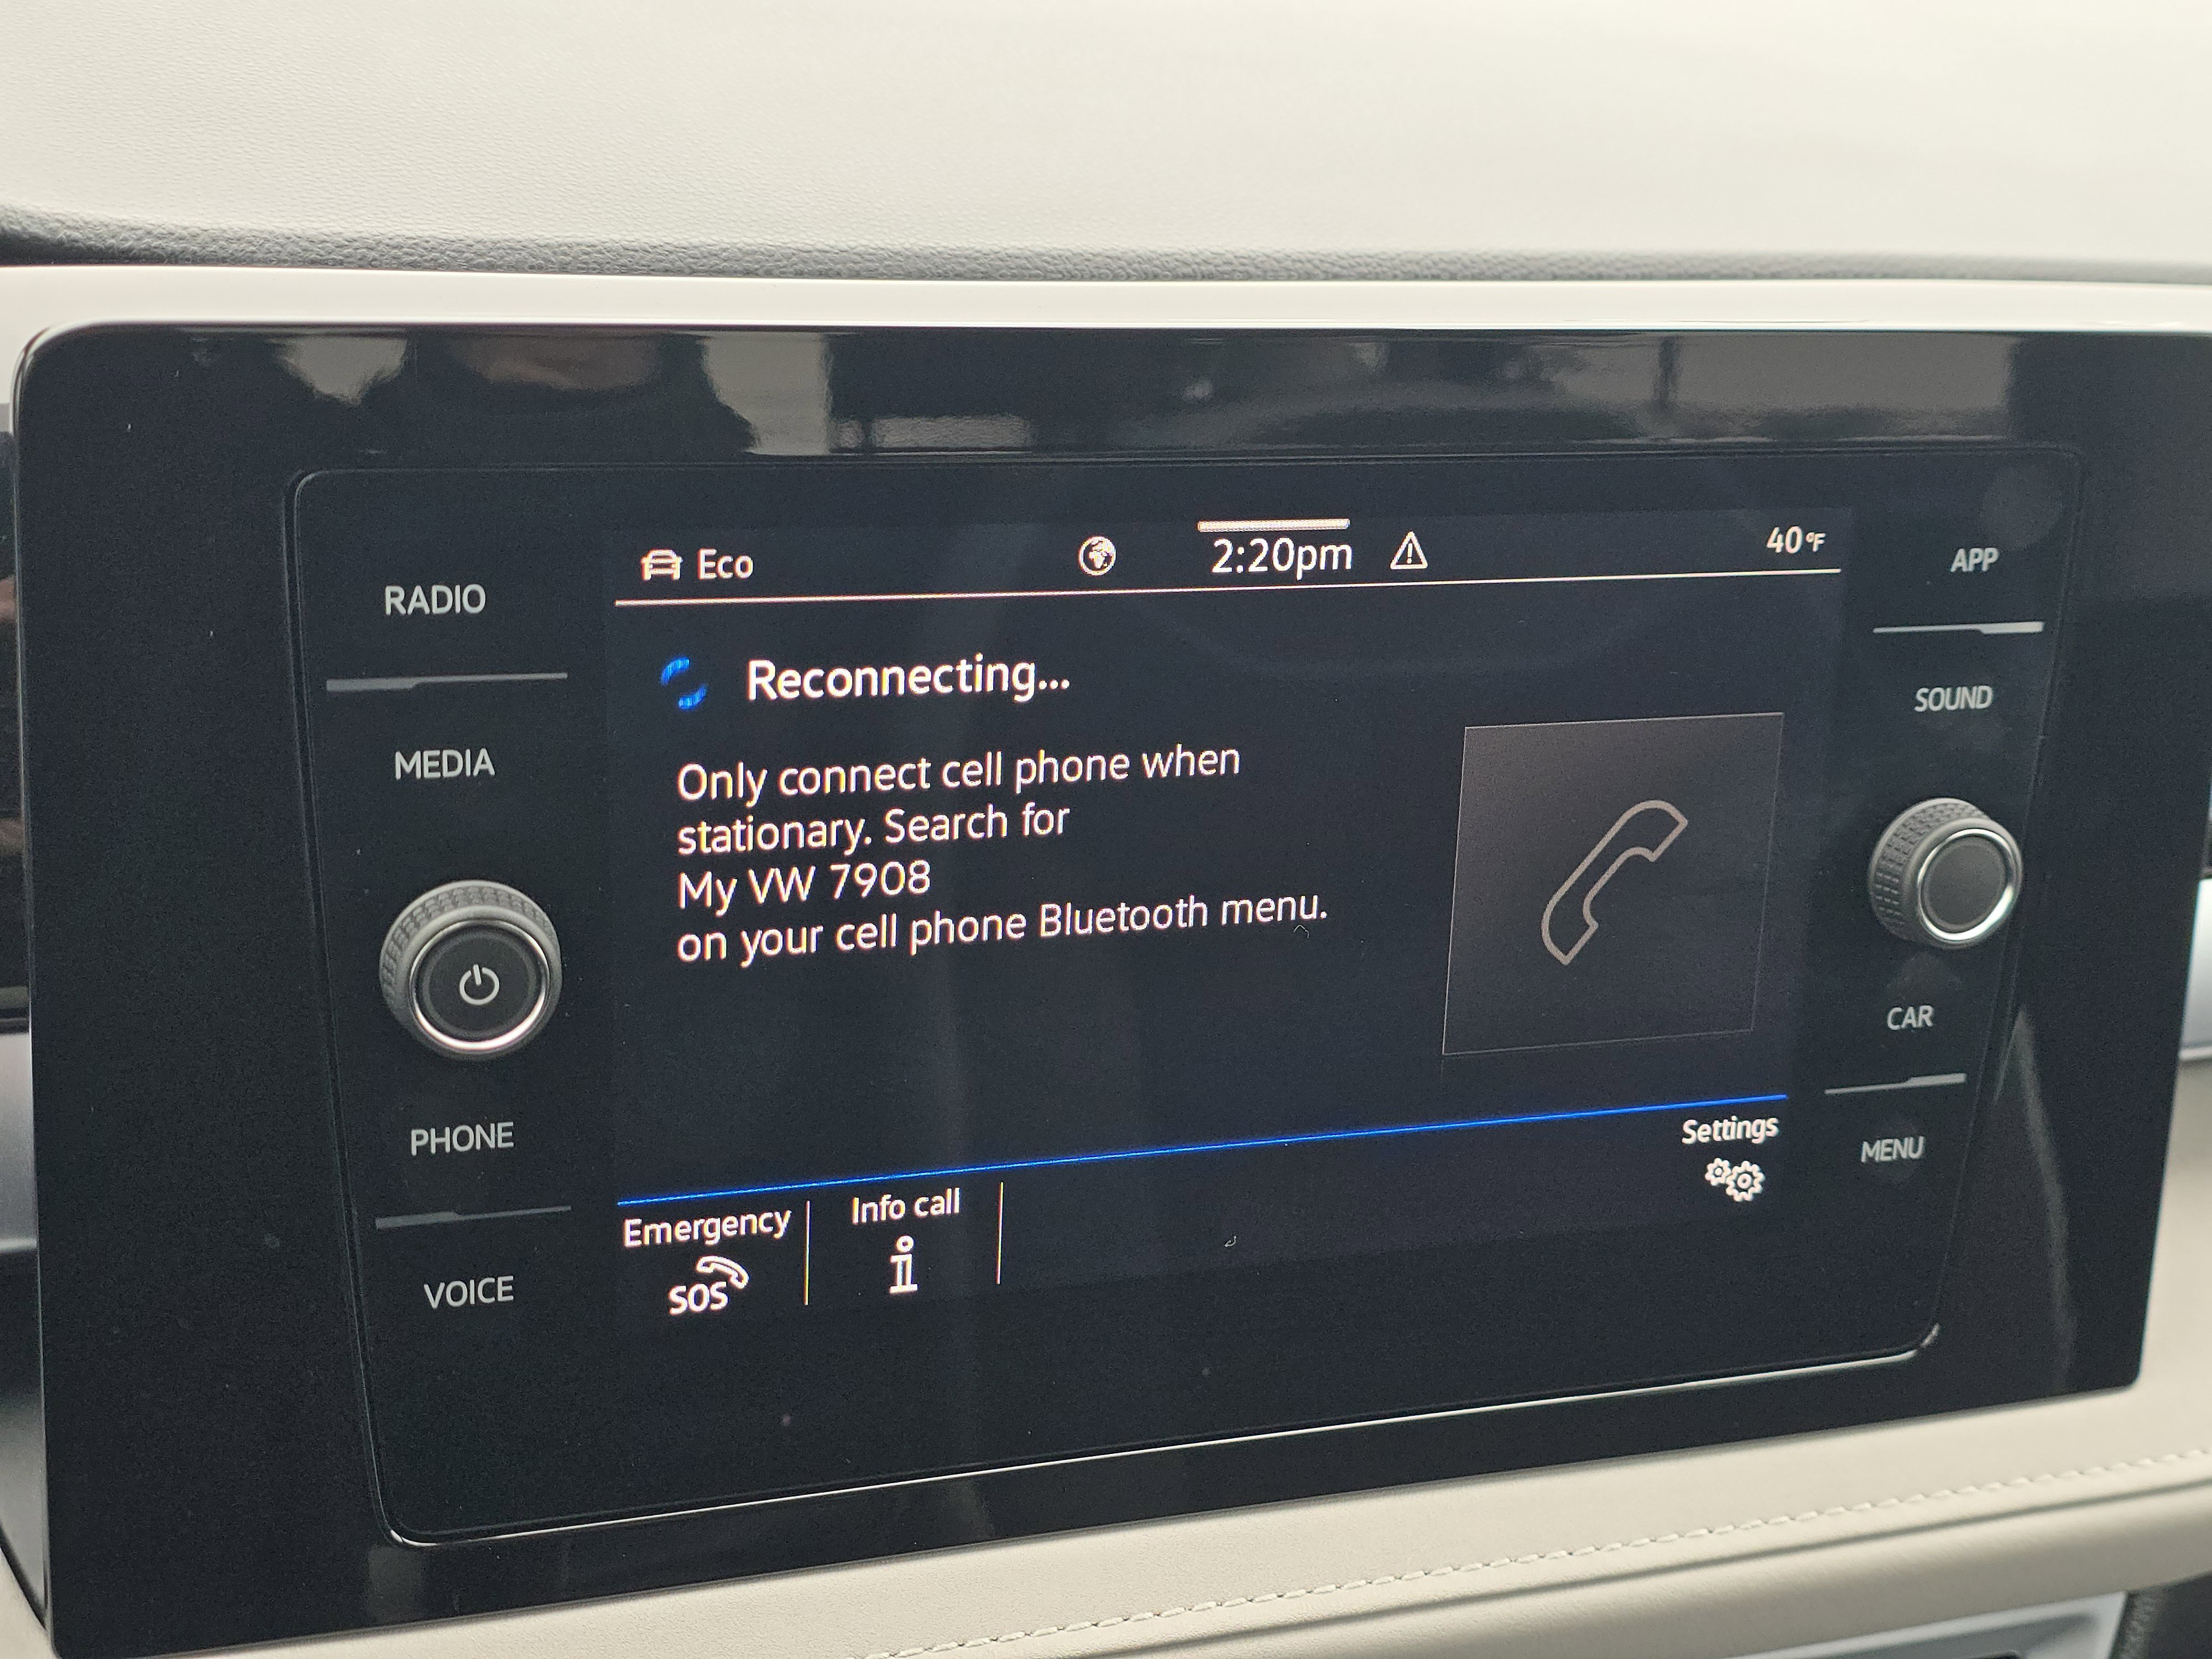 Eco
2:20pm
40°F
RADIO
MEDIA
PHONE
VOICE
Reconnecting...
Only connect cell phone when
stationary. Search for
My VW 7908
on your cell phone Bluetooth menu.
Emergency
SOS
Info call
i
Settings
APP
SOUND
CAR
MENU